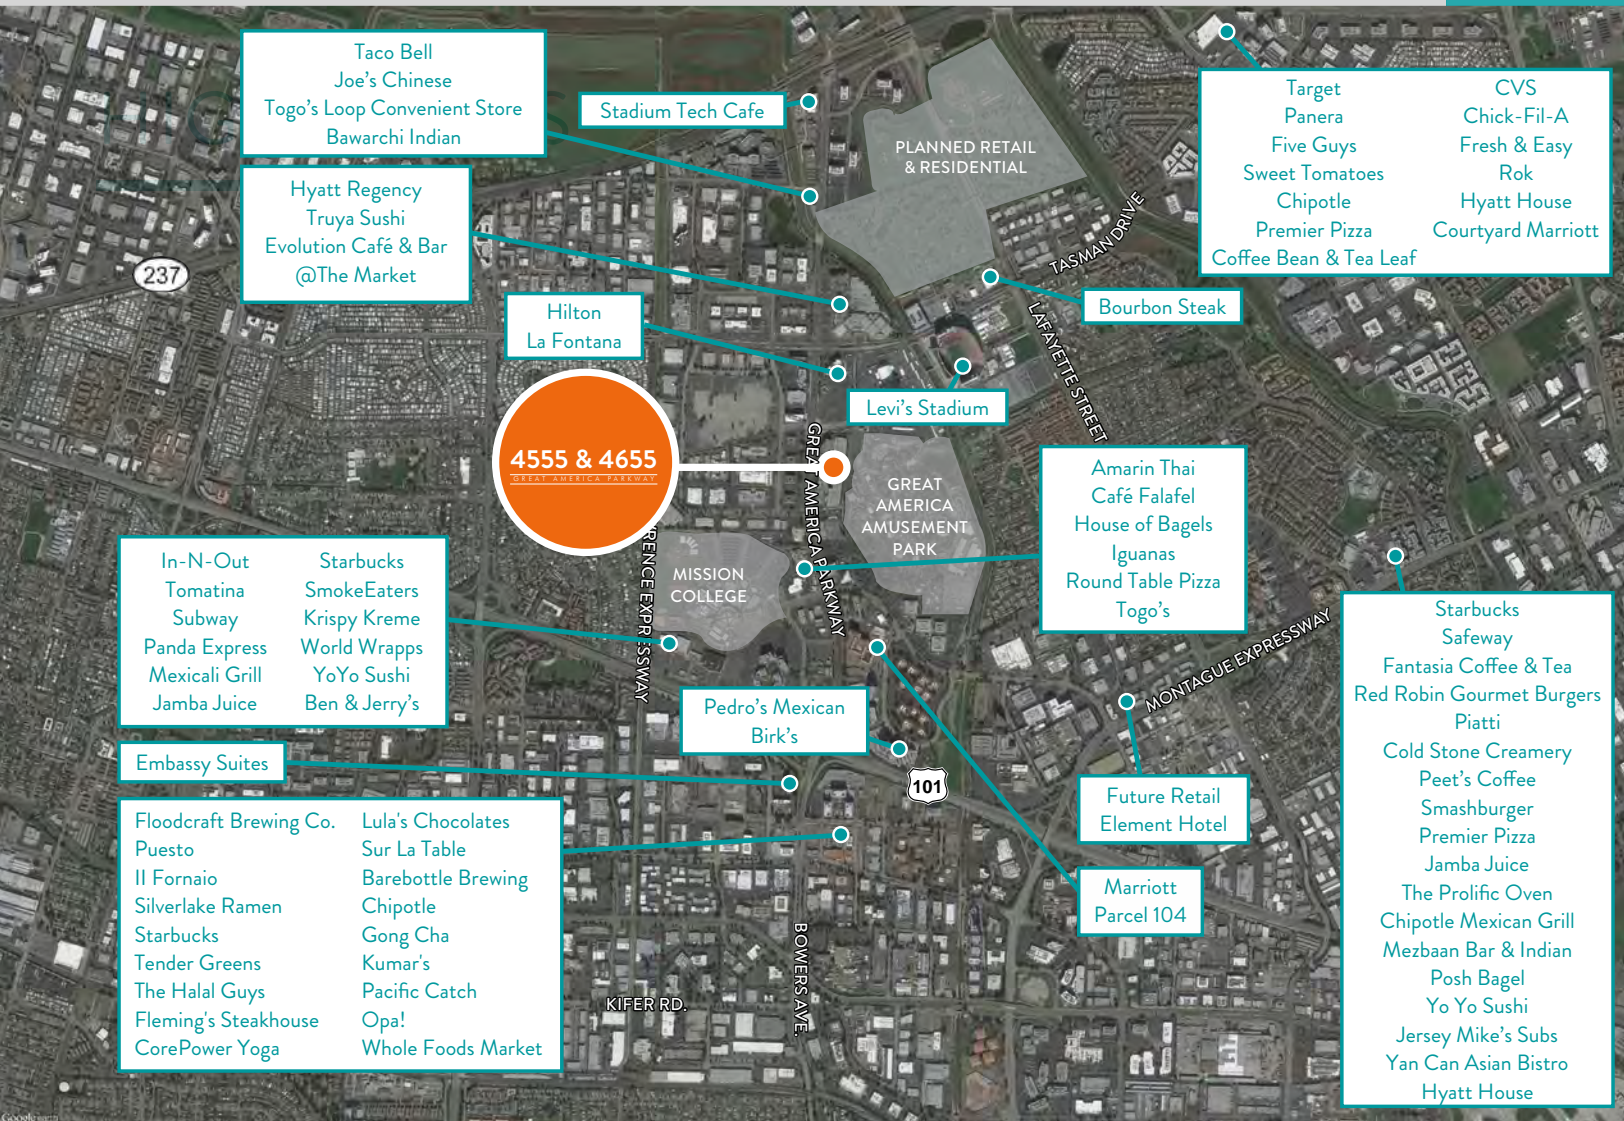 Taco Bell
Joe's Chinese
Togo's Loop Convenient Store
Bawarchi Indian
Stadium Tech Cafe
PLANNED RETAIL
& RESIDENTIAL
Target
Panera
Five Guys
Sweet Tomatoes
Chipotle
Premier Pizza
Coffee Bean & Tea Leaf
CVS
Chick-Fil-A
Fresh & Easy
Rok
Hyatt House
Courtyard Marriott
Hyatt Regency
Truya Sushi
Evolution Café & Bar
@The Market
237
TASMAN DRIVE
Bourbon Steak
Hilton
La Fontana
LAFAYETTE STREET
Levi's Stadium
4555 & 4655
GREAT AMERICA PARKWAY
GREAT AMERICA PARKWAY
GREAT
AMERICA
AMUSEMENT
PARK
Amarin Thai
Café Falafel
House of Bagels
Iguanas
Round Table Pizza
Togo's
MISSION
COLLEGE
RENCE EXPRESSWAY
In-N-Out
Tomatina
Subway
Panda Express
Mexicali Grill
Jamba Juice
Starbucks
SmokeEaters
Krispy Kreme
World Wrapps
YoYo Sushi
Ben & Jerry's
MONTAGUE EXPRESSWAY
Pedro's Mexican
Birk's
Embassy Suites
101
Future Retail
Element Hotel
Marriott
Parcel 104
Floodcraft Brewing Co.
Puesto
Il Fornaio
Silverlake Ramen
Starbucks
Tender Greens
The Halal Guys
Fleming's Steakhouse
CorePower Yoga
Lula's Chocolates
Sur La Table
Barebottle Brewing
Chipotle
Gong Cha
Kumar's
Pacific Catch
Opa!
Whole Foods Market
BOWERS AVE.
KIFER RD.
Starbucks
Safeway
Fantasia Coffee & Tea
Red Robin Gourmet Burgers
Piatti
Cold Stone Creamery
Peet's Coffee
Smashburger
Premier Pizza
Jamba Juice
The Prolific Oven
Chipotle Mexican Grill
Mezbaan Bar & Indian
Posh Bagel
Yo Yo Sushi
Jersey Mike's Subs
Yan Can Asian Bistro
Hyatt House